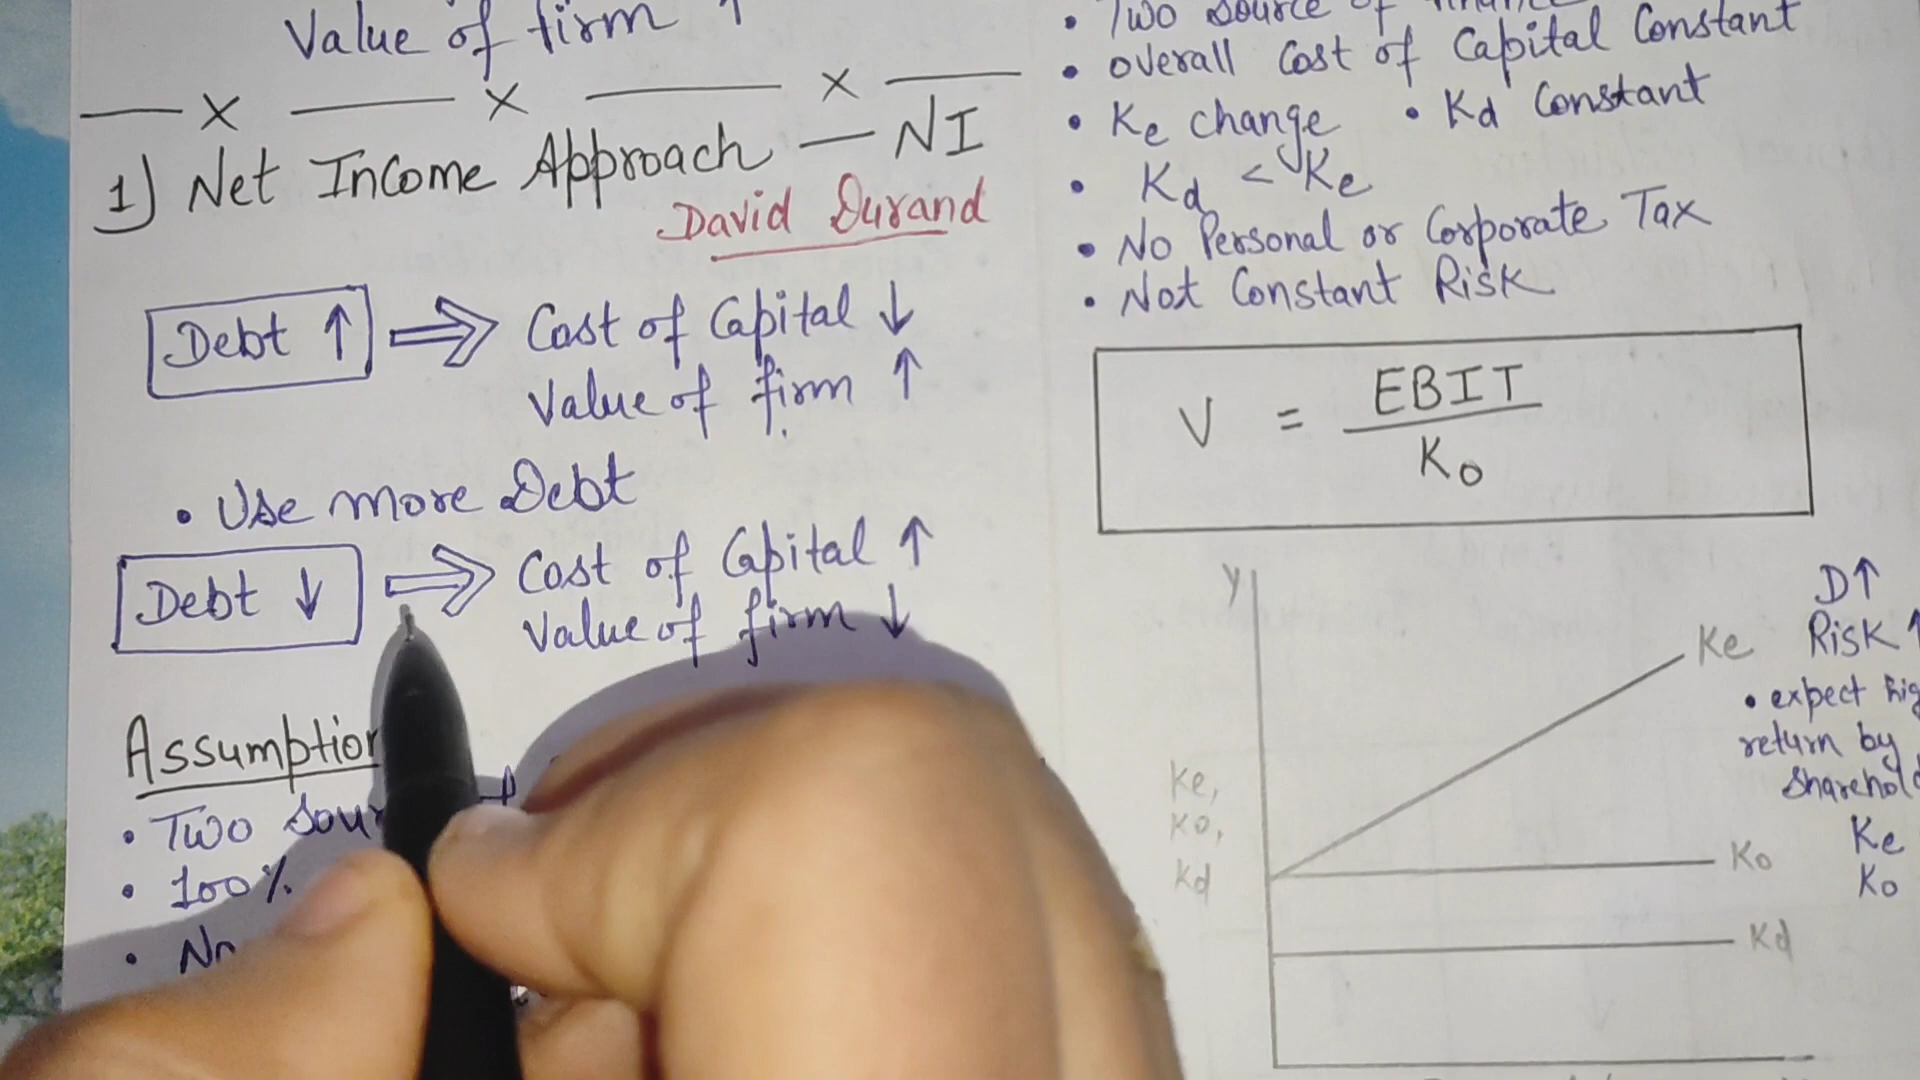 Value of firm ↑
× × ×
1) Net Income Approach — NI
David Durand
Debt ↑ ⇒ Cost of Capital ↓
Value of firm ↑
• Use more Debt
Debt ↓ ⇒ Cost of Capital ↑
Value of firm ↓
Assumption
• Two
• 100%
•
• Two source of
• overall Cost of Capital Constant
• Ke change • Kd Constant
• Kd < Ke
• No Personal or Corporate Tax
• Not Constant Risk
V = EBIT / Ko
y
D↑
Ke Risk ↑
• expect
return by
Ke,
Ko,
Kd
Ko
Kd
Ke
Ko